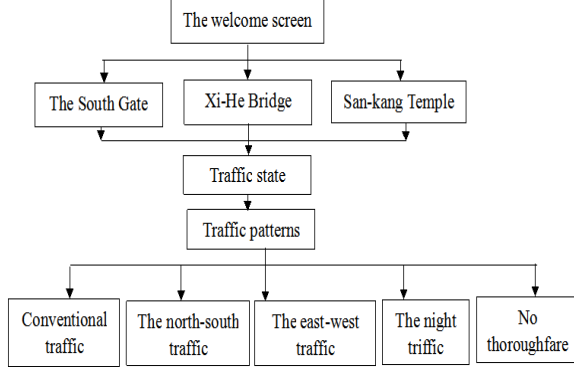 The welcome screen
The South Gate
Xi-He Bridge
San-kang Temple
Traffic state
Traffic patterns
Conventional
traffic
The north-south
traffic
The east-west
traffic
The night
triffic
No
thoroughfare